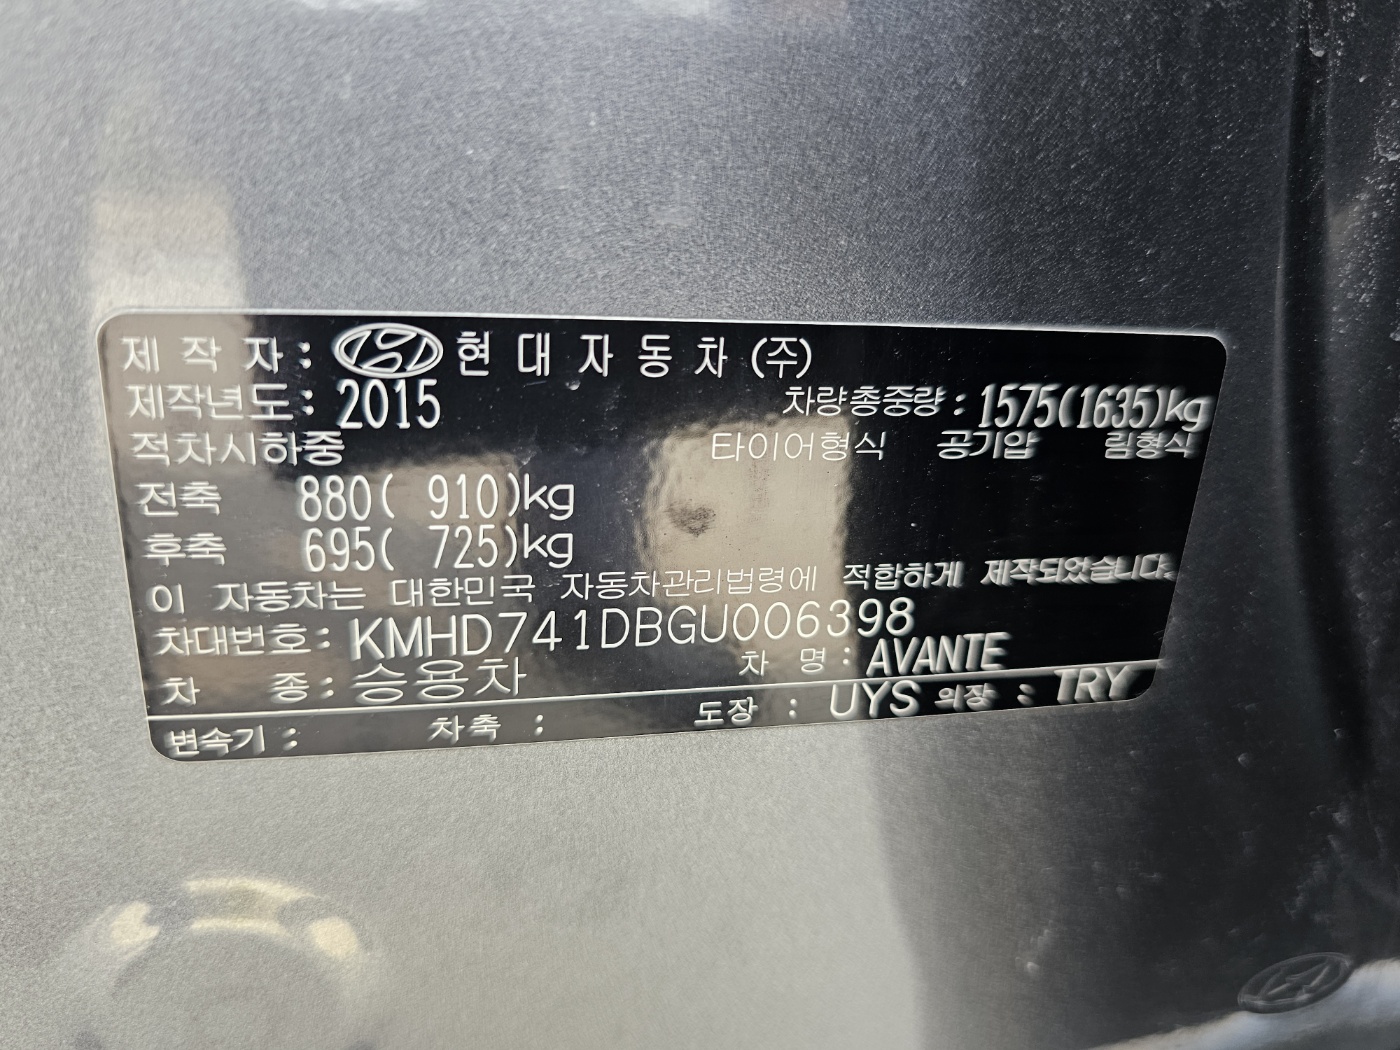 제 작 자 : 현 대 자 동 차 (주)
제작년도 : 2015 차량총중량 : 1575(1635)kg
적차시하중 타이어형식 공기압 림형식
전축 880( 910)kg
후축 695( 725)kg
이 자동차는 대한민국 자동차관리법령에 적합하게 제작되었습니다.
차대번호 : KMHD741DBGU006398
차 종 : 승용차 차 명 : AVANTE
변속기 : 차축 : 도장 : UYS 의장 : TRY